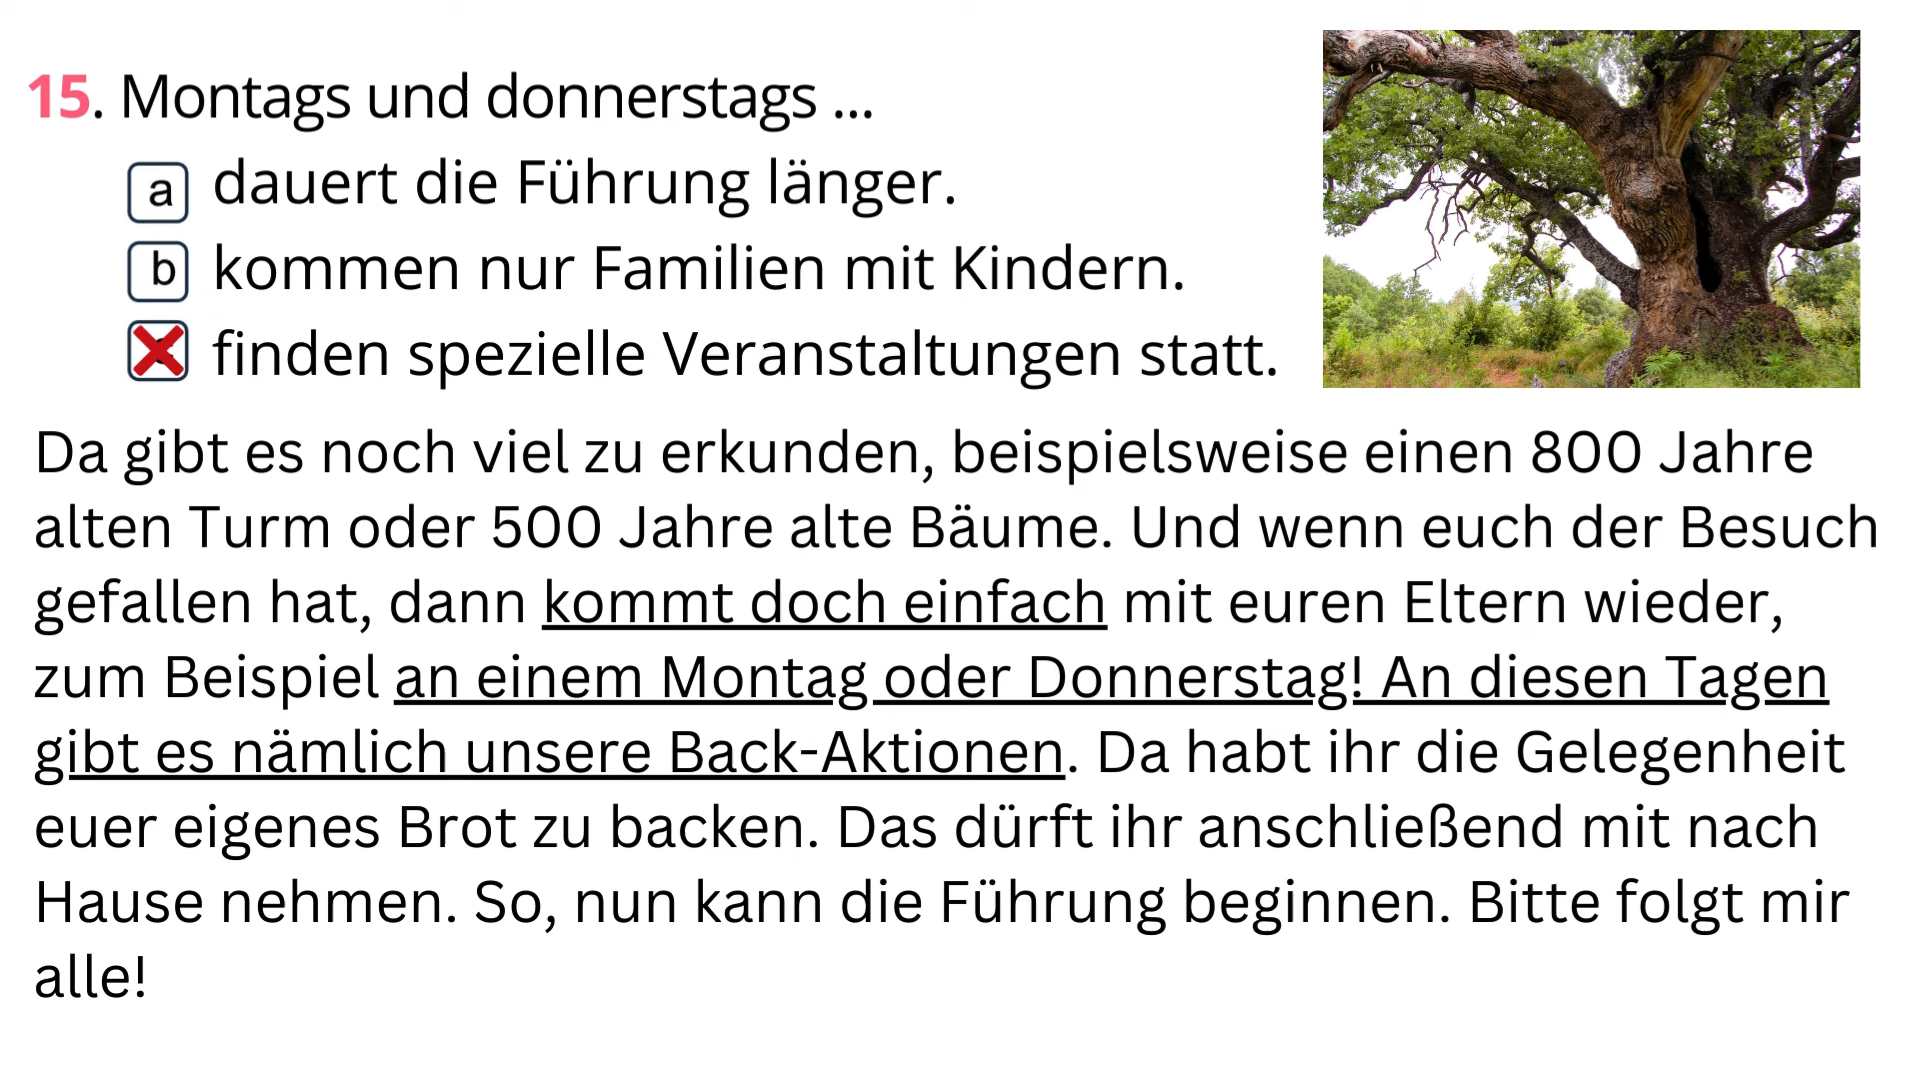 15. Montags und donnerstags ...
a dauert die Führung länger.
b kommen nur Familien mit Kindern.
finden spezielle Veranstaltungen statt.
Da gibt es noch viel zu erkunden, beispielsweise einen 800 Jahre
alten Turm oder 500 Jahre alte Bäume. Und wenn euch der Besuch
gefallen hat, dann kommt doch einfach mit euren Eltern wieder,
zum Beispiel an einem Montag oder Donnerstag! An diesen Tagen
gibt es nämlich unsere Back-Aktionen. Da habt ihr die Gelegenheit
euer eigenes Brot zu backen. Das dürft ihr anschließend mit nach
Hause nehmen. So, nun kann die Führung beginnen. Bitte folgt mir
alle!